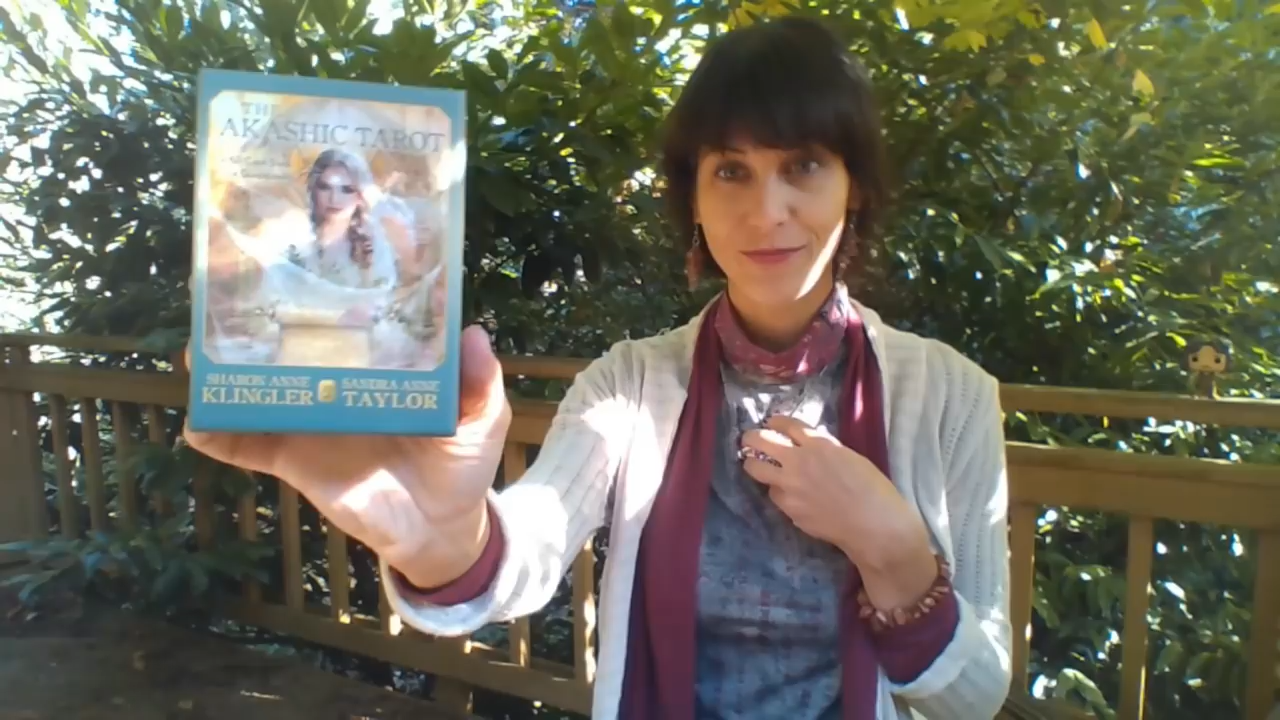 THE
AKASHIC TAROT
SHARON ANNE
KLINGLER
SANDRA ANNE
TAYLOR